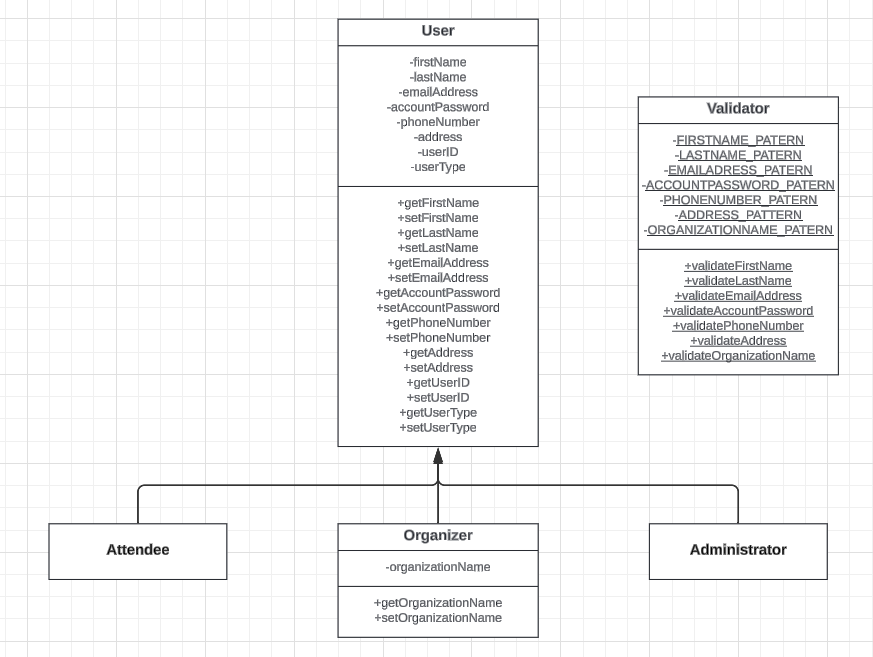 User
-firstName
-lastName
-emailAddress
-accountPassword
-phoneNumber
-address
-userID
-userType
+getFirstName
+setFirstName
+getLastName
+setLastName
+getEmailAddress
+setEmailAddress
+getAccountPassword
+setAccountPassword
+getPhoneNumber
+setPhoneNumber
+getAddress
+setAddress
+getUserID
+setUserID
+getUserType
+setUserType
Validator
-FIRSTNAME_PATERN
-LASTNAME_PATERN
-EMAILADRESS_PATERN
-ACCOUNTPASSWORD_PATERN
-PHONENUMBER_PATERN
-ADDRESS_PATTERN
-ORGANIZATIONNAME_PATERN
+validateFirstName
+validateLastName
+validateEmailAddress
+validateAccountPassword
+validatePhoneNumber
+validateAddress
+validateOrganizationName
Attendee
Organizer
-organizationName
+getOrganizationName
+setOrganizationName
Administrator